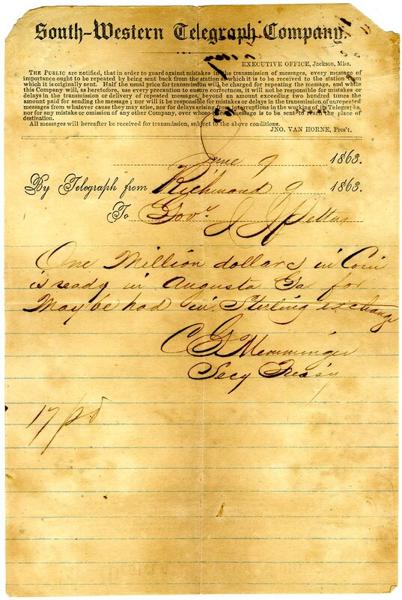 South-Western Telegraph Company.
EXECUTIVE OFFICE, Jackson, Miss.
THE PUBLIC are notified, that in order to guard against mistakes in the transmission of messages, every message of
importance ought to be repeated by being sent back from the station at which it is to be received to the station from
which it is originally sent. Half the usual price for transmission will be charged for repeating the message, and while
this Company will, as heretofore, use every precaution to ensure correctness, it will not be responsible for mistakes or
delays in the transmission or delivery of repeated messages, beyond an amount exceeding two hundred times the
amount paid for sending the message; nor will it be responsible for mistakes or delays in the transmission of unrepeated
messages from whatever cause they may arise, nor for delays arising from interruptions in the working of its Telegraphs,
nor for any mistake or omission of any other Company, over whose lines a message is to be sent to reach the place of
destination.
All messages will hereafter be received for transmission, subject to the above conditions.
JNO. VAN HORNE, Pres't.
June 9 1863.
By Telegraph from Richmond 9 1863.
To Gov. J J Pettus
One Million dollars in Coin
is ready in Augusta Ga for
May be had in Sterling exchange
C G Memminger
Secy Treasy
17/pd